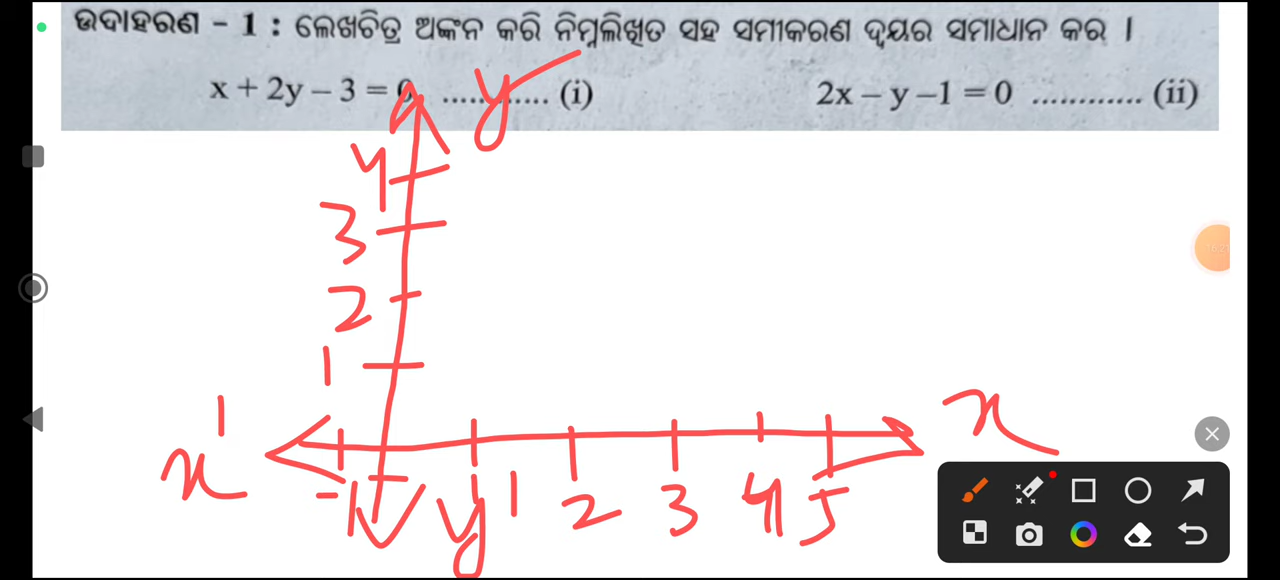 ଉଦାହରଣ - 1 : ଲେଖଚିତ୍ର ଅଙ୍କନ କରି ନିମ୍ନଲିଖିତ ସହ ସମୀକରଣ ଦ୍ୱୟର ସମାଧାନ କର ।
x + 2y – 3 = 0 ............ (i) 2x – y –1 = 0 ............ (ii)
y
4
3
2
1
x' x
-1 1 2 3 4 5
y'